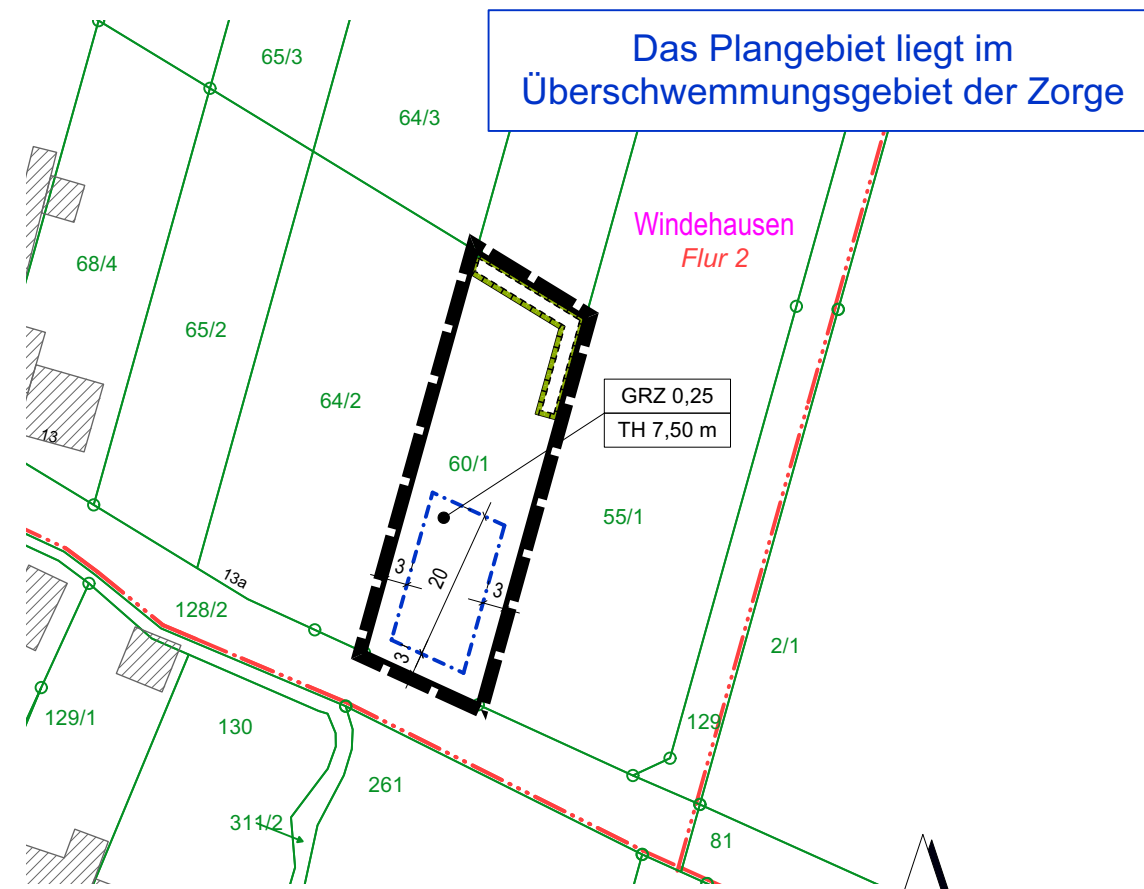 Das Plangebiet liegt im
Überschwemmungsgebiet der Zorge
65/3
64/3
Windehausen
Flur 2
68/4
65/2
64/2
GRZ 0,25
TH 7,50 m
13
60/1
55/1
3
20
3
13a
128/2
3
2/1
129/1
130
129
261
311/2
81